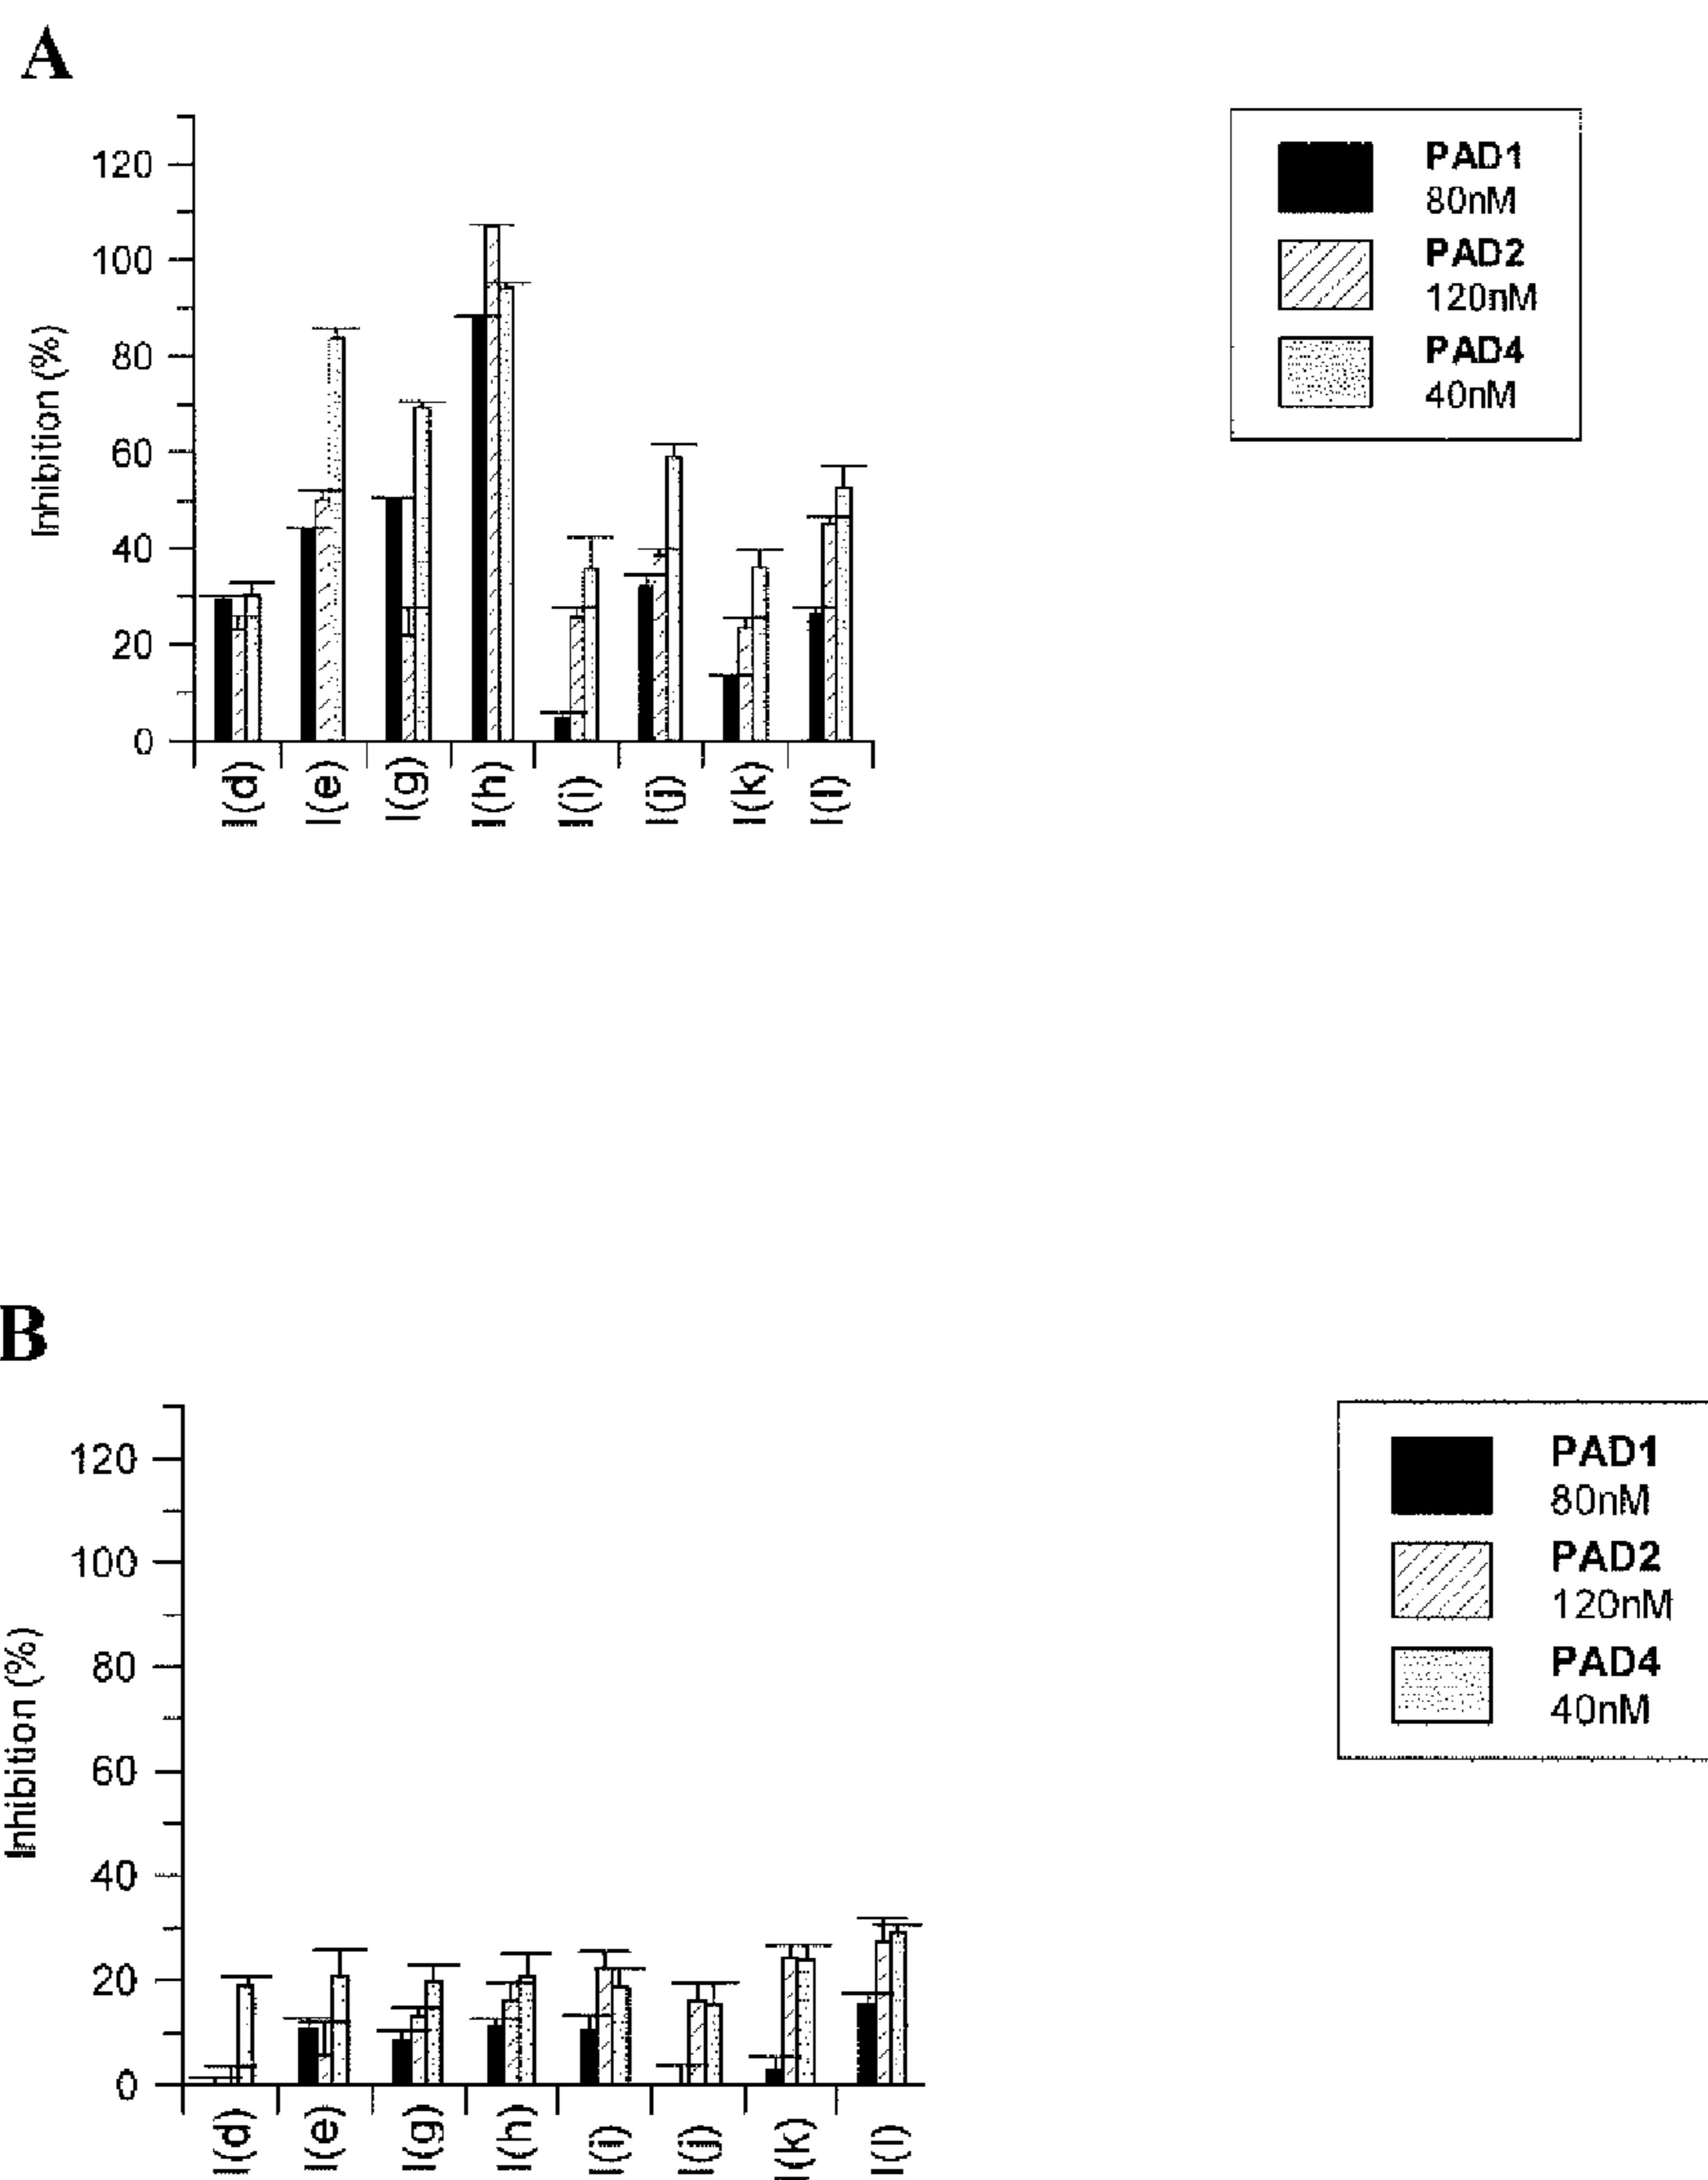 A
Inhibition (%)
120
100
80
60
40
20
0
I(d) I(e) I(g) I(h) I(i) I(j) I(k) I(l)
PAD1
80nM
PAD2
120nM
PAD4
40nM
B
Inhibition (%)
120
100
80
60
40
20
0
I(d) I(e) I(g) I(h) I(i) I(j) I(k) I(l)
PAD1
80nM
PAD2
120nM
PAD4
40nM